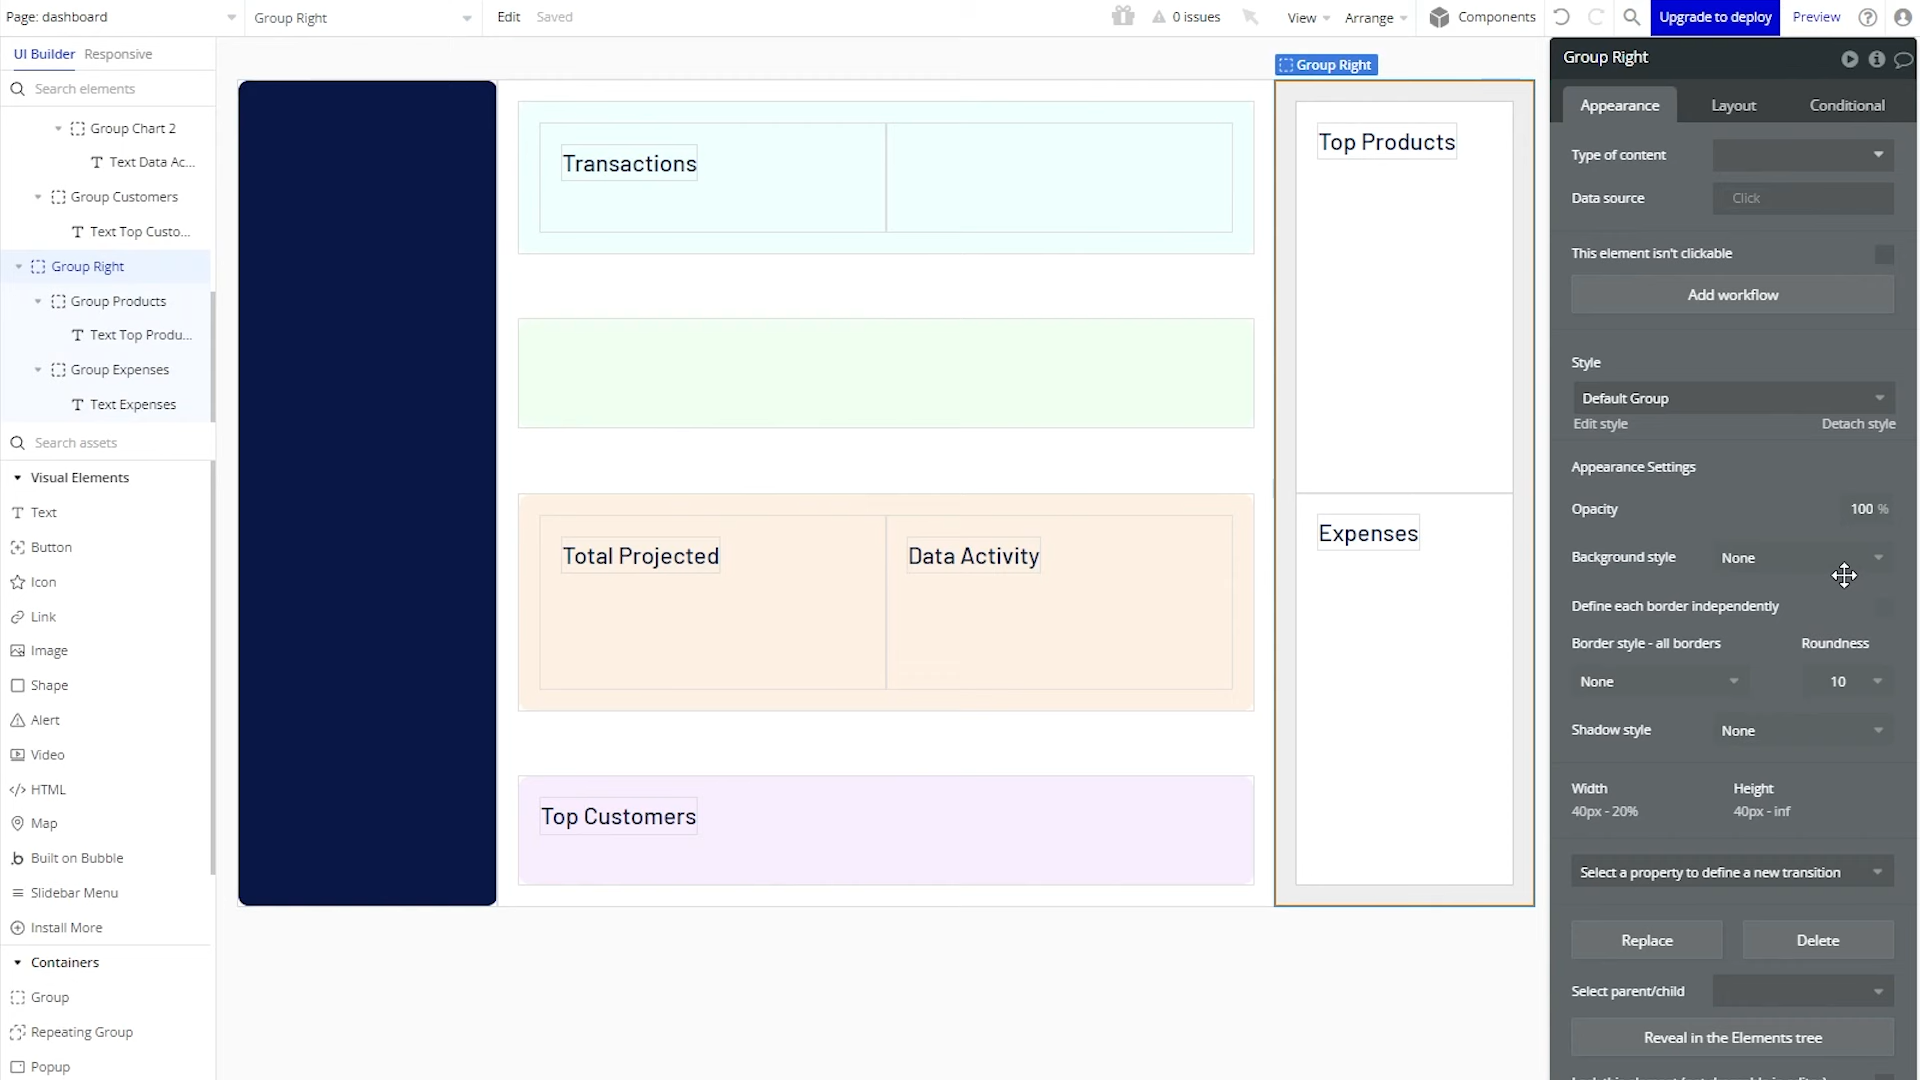 Page: dashboard
Group Right
Edit
Saved
0 issues
View
Arrange
Components
Upgrade to deploy
Preview
UI Builder
Responsive
Search elements
Group Chart 2
Text Data Ac...
Group Customers
Text Top Custo...
Group Right
Group Products
Text Top Produ...
Group Expenses
Text Expenses
Search assets
Visual Elements
Text
Button
Icon
Link
Image
Shape
Alert
Video
HTML
Map
Built on Bubble
Slidebar Menu
Install More
Containers
Group
Repeating Group
Popup
Group Right
Transactions
Top Products
Total Projected
Data Activity
Expenses
Top Customers
Group Right
Appearance
Layout
Conditional
Type of content
Data source
Click
This element isn't clickable
Add workflow
Style
Default Group
Edit style
Detach style
Appearance Settings
Opacity
100 %
Background style
None
Define each border independently
Border style - all borders
Roundness
None
10
Shadow style
None
Width
Height
40px - 20%
40px - inf
Select a property to define a new transition
Replace
Delete
Select parent/child
Reveal in the Elements tree